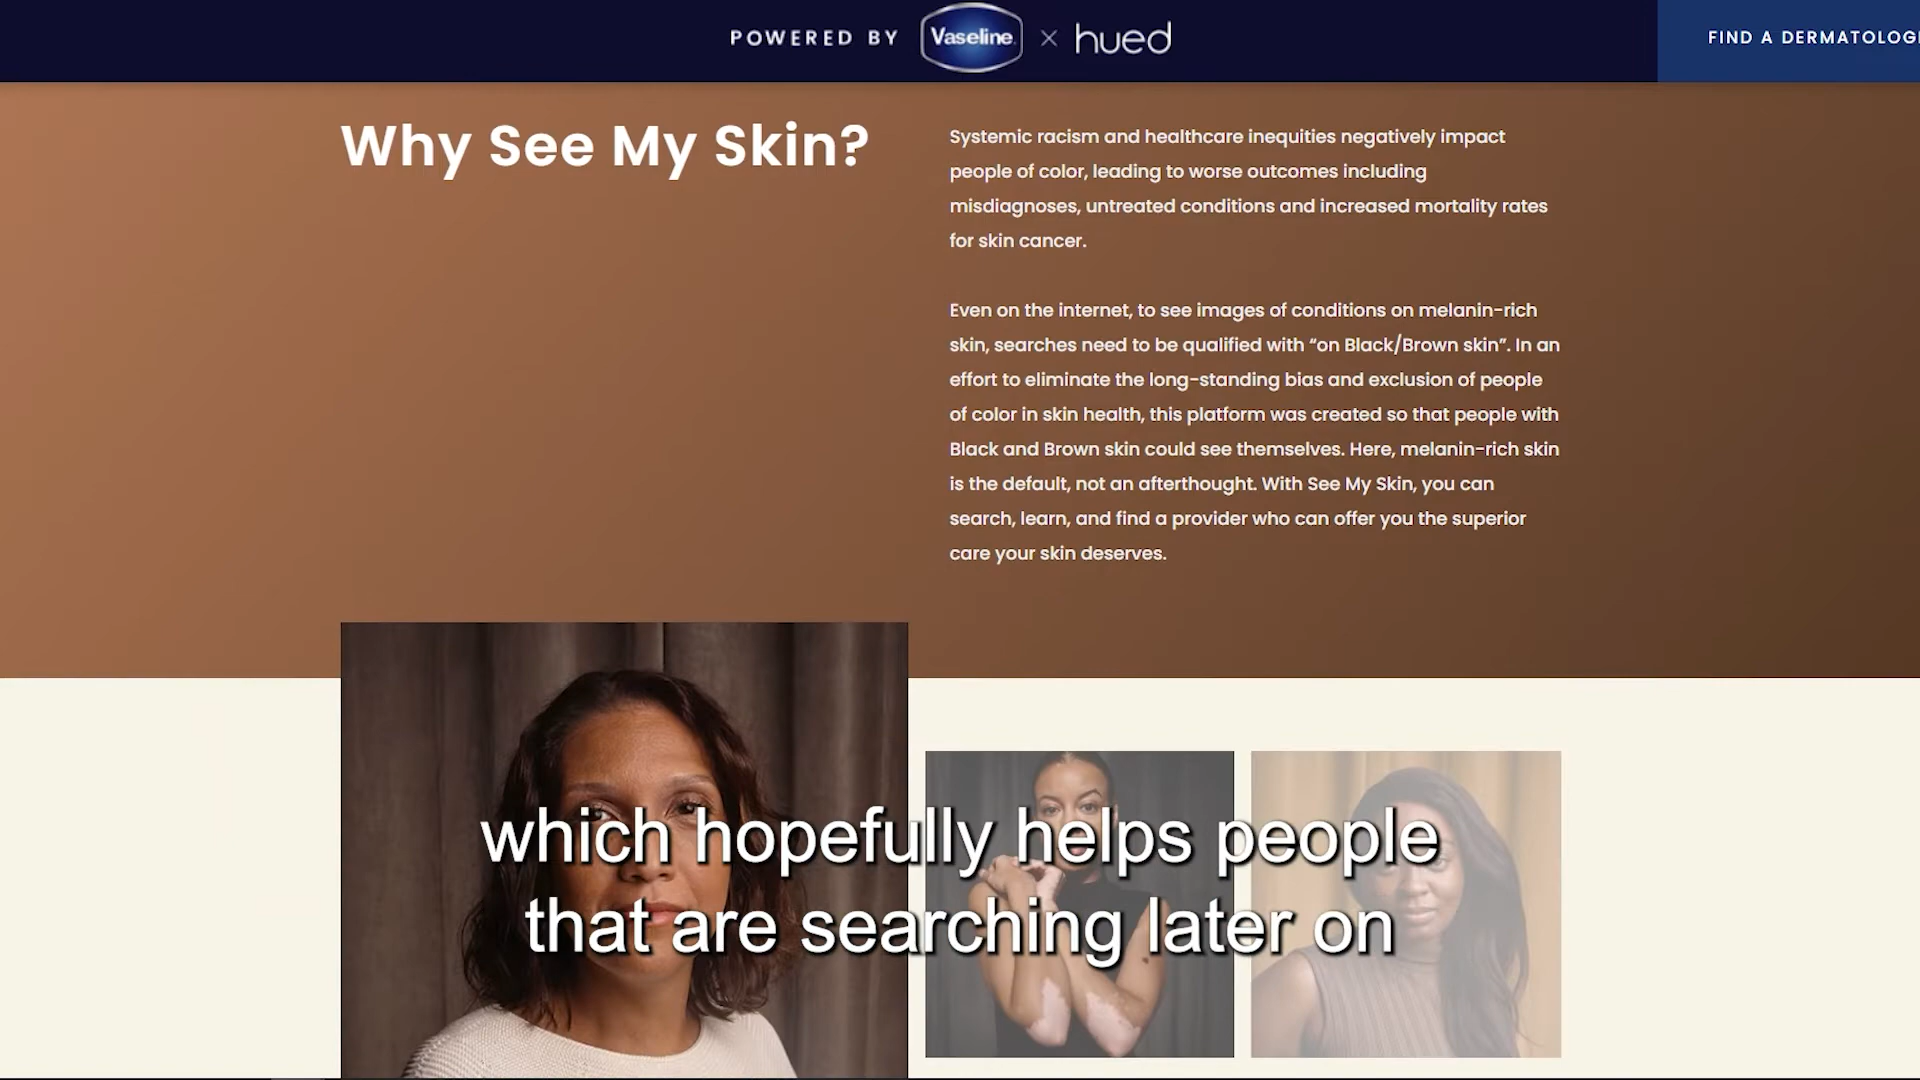 POWERED BY Vaseline. × hued
FIND A DERMATOLOGI
Why See My Skin?
Systemic racism and healthcare inequities negatively impact
people of color, leading to worse outcomes including
misdiagnoses, untreated conditions and increased mortality rates
for skin cancer.
Even on the internet, to see images of conditions on melanin-rich
skin, searches need to be qualified with “on Black/Brown skin”. In an
effort to eliminate the long-standing bias and exclusion of people
of color in skin health, this platform was created so that people with
Black and Brown skin could see themselves. Here, melanin-rich skin
is the default, not an afterthought. With See My Skin, you can
search, learn, and find a provider who can offer you the superior
care your skin deserves.
which hopefully helps people
that are searching later on